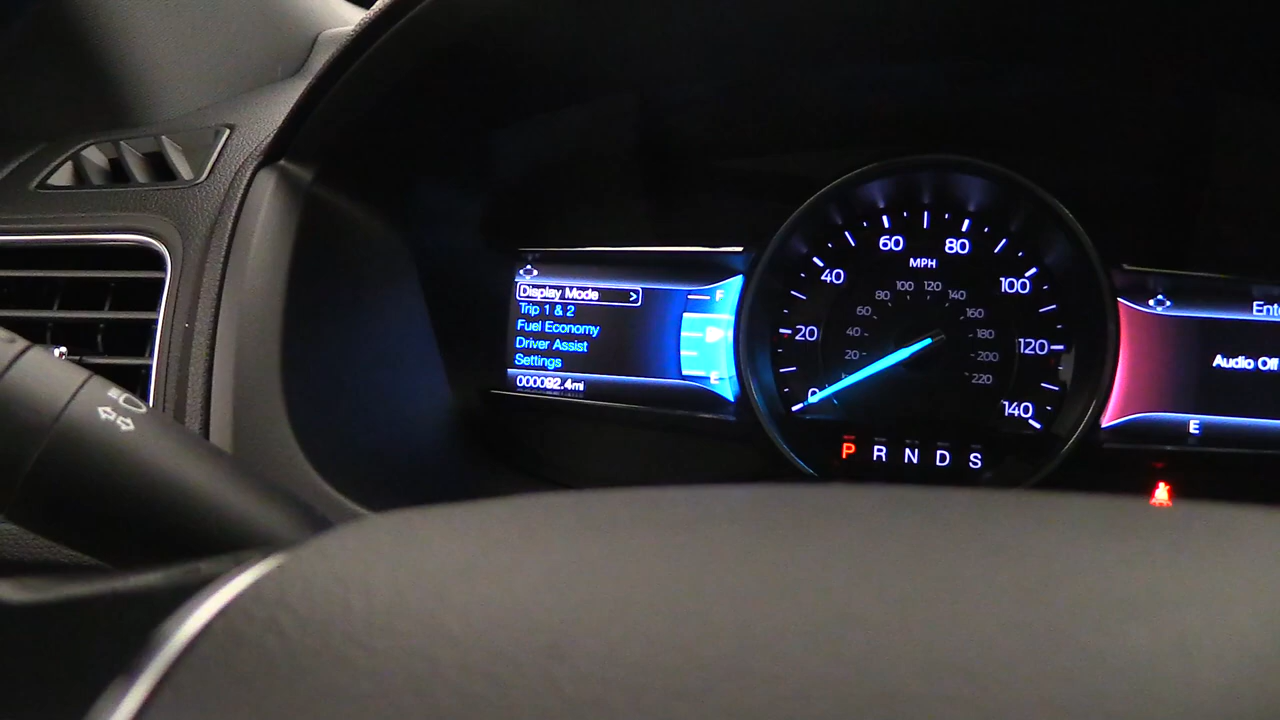 Display Mode >
Trip 1 & 2
Fuel Economy
Driver Assist
Settings
000092.4mi
F
E
MPH
0
20
40
60
80
100
120
140
20
40
60
80
100
120
140
160
180
200
220
P R N D S
Audio Off
E